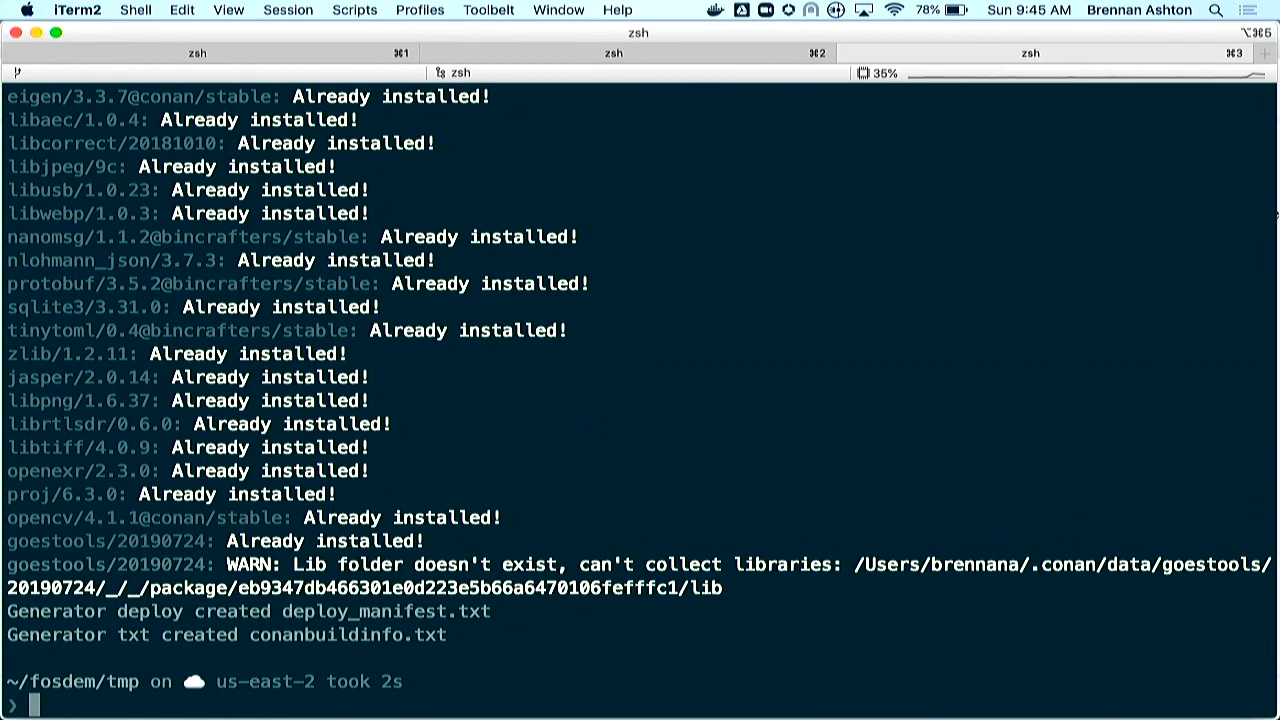 iTerm2 Shell Edit View Session Scripts Profiles Toolbelt Window Help 78% Sun 9:45 AM Brennan Ashton
zsh ⌥⌘5
zsh ⌘1 zsh ⌘2 zsh ⌘3
zsh 35%
eigen/3.3.7@conan/stable: Already installed!
libaec/1.0.4: Already installed!
libcorrect/20181010: Already installed!
libjpeg/9c: Already installed!
libusb/1.0.23: Already installed!
libwebp/1.0.3: Already installed!
nanomsg/1.1.2@bincrafters/stable: Already installed!
nlohmann_json/3.7.3: Already installed!
protobuf/3.5.2@bincrafters/stable: Already installed!
sqlite3/3.31.0: Already installed!
tinytoml/0.4@bincrafters/stable: Already installed!
zlib/1.2.11: Already installed!
jasper/2.0.14: Already installed!
libpng/1.6.37: Already installed!
librtlsdr/0.6.0: Already installed!
libtiff/4.0.9: Already installed!
openexr/2.3.0: Already installed!
proj/6.3.0: Already installed!
opencv/4.1.1@conan/stable: Already installed!
goestools/20190724: Already installed!
goestools/20190724: WARN: Lib folder doesn't exist, can't collect libraries: /Users/brennana/.conan/data/goestools/
20190724/_/_/package/eb9347db466301e0d223e5b66a6470106fefffc1/lib
Generator deploy created deploy_manifest.txt
Generator txt created conanbuildinfo.txt
~/fosdem/tmp on ☁️ us-east-2 took 2s
❯